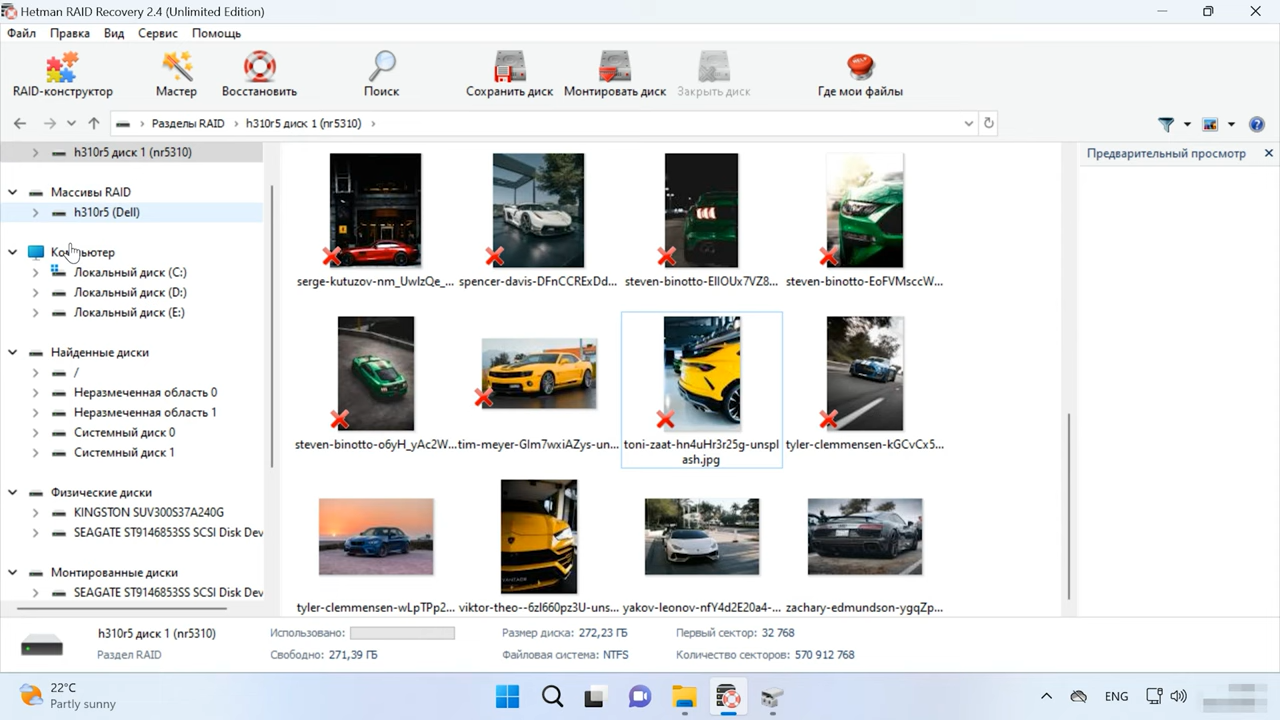 Hetman RAID Recovery 2.4 (Unlimited Edition)
Файл Правка Вид Сервис Помощь
RAID-конструктор Мастер Восстановить Поиск Сохранить диск Монтировать диск Закрыть диск Где мои файлы
Разделы RAID h310r5 диск 1 (nr5310)
Предварительный просмотр
h310r5 диск 1 (nr5310)
Массивы RAID
h310r5 (Dell)
Компьютер
Локальный диск (C:)
Локальный диск (D:)
Локальный диск (E:)
Найденные диски
/
Неразмеченная область 0
Неразмеченная область 1
Системный диск 0
Системный диск 1
Физические диски
KINGSTON SUV300S37A240G
SEAGATE ST9146853SS SCSI Disk Dev
Монтированные диски
SEAGATE ST9146853SS SCSI Disk Dev
serge-kutuzov-nm_UwIzQe_... spencer-davis-DFnCCRExDd... steven-binotto-EIIOUx7VZ8... steven-binotto-EoFVMsccW...
steven-binotto-o6yH_yAc2W... tim-meyer-Glm7wxiAZys-un... toni-zaat-hn4uHr3r25g-unspl tyler-clemmensen-kGCvCx5...
ash.jpg
tyler-clemmensen-wLpTPp2... viktor-theo--6zl660pz3U-uns... yakov-leonov-nfY4d2E20a4-... zachary-edmundson-ygqZp...
h310r5 диск 1 (nr5310) Использовано: Размер диска: 272,23 ГБ Первый сектор: 32 768
Раздел RAID Свободно: 271,39 ГБ Файловая система: NTFS Количество секторов: 570 912 768
22°C
Partly sunny
ENG